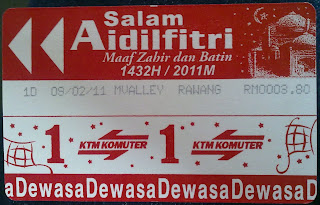 Salam
Aidilfitri
Maaf Zahir dan Batin
1432H / 2011M
1D 09/02/11 MVALLEY RAWANG RM0003.80
1 KTM KOMUTER 1 KTM KOMUTER
aDewasaDewasaDewasaDewasaDe